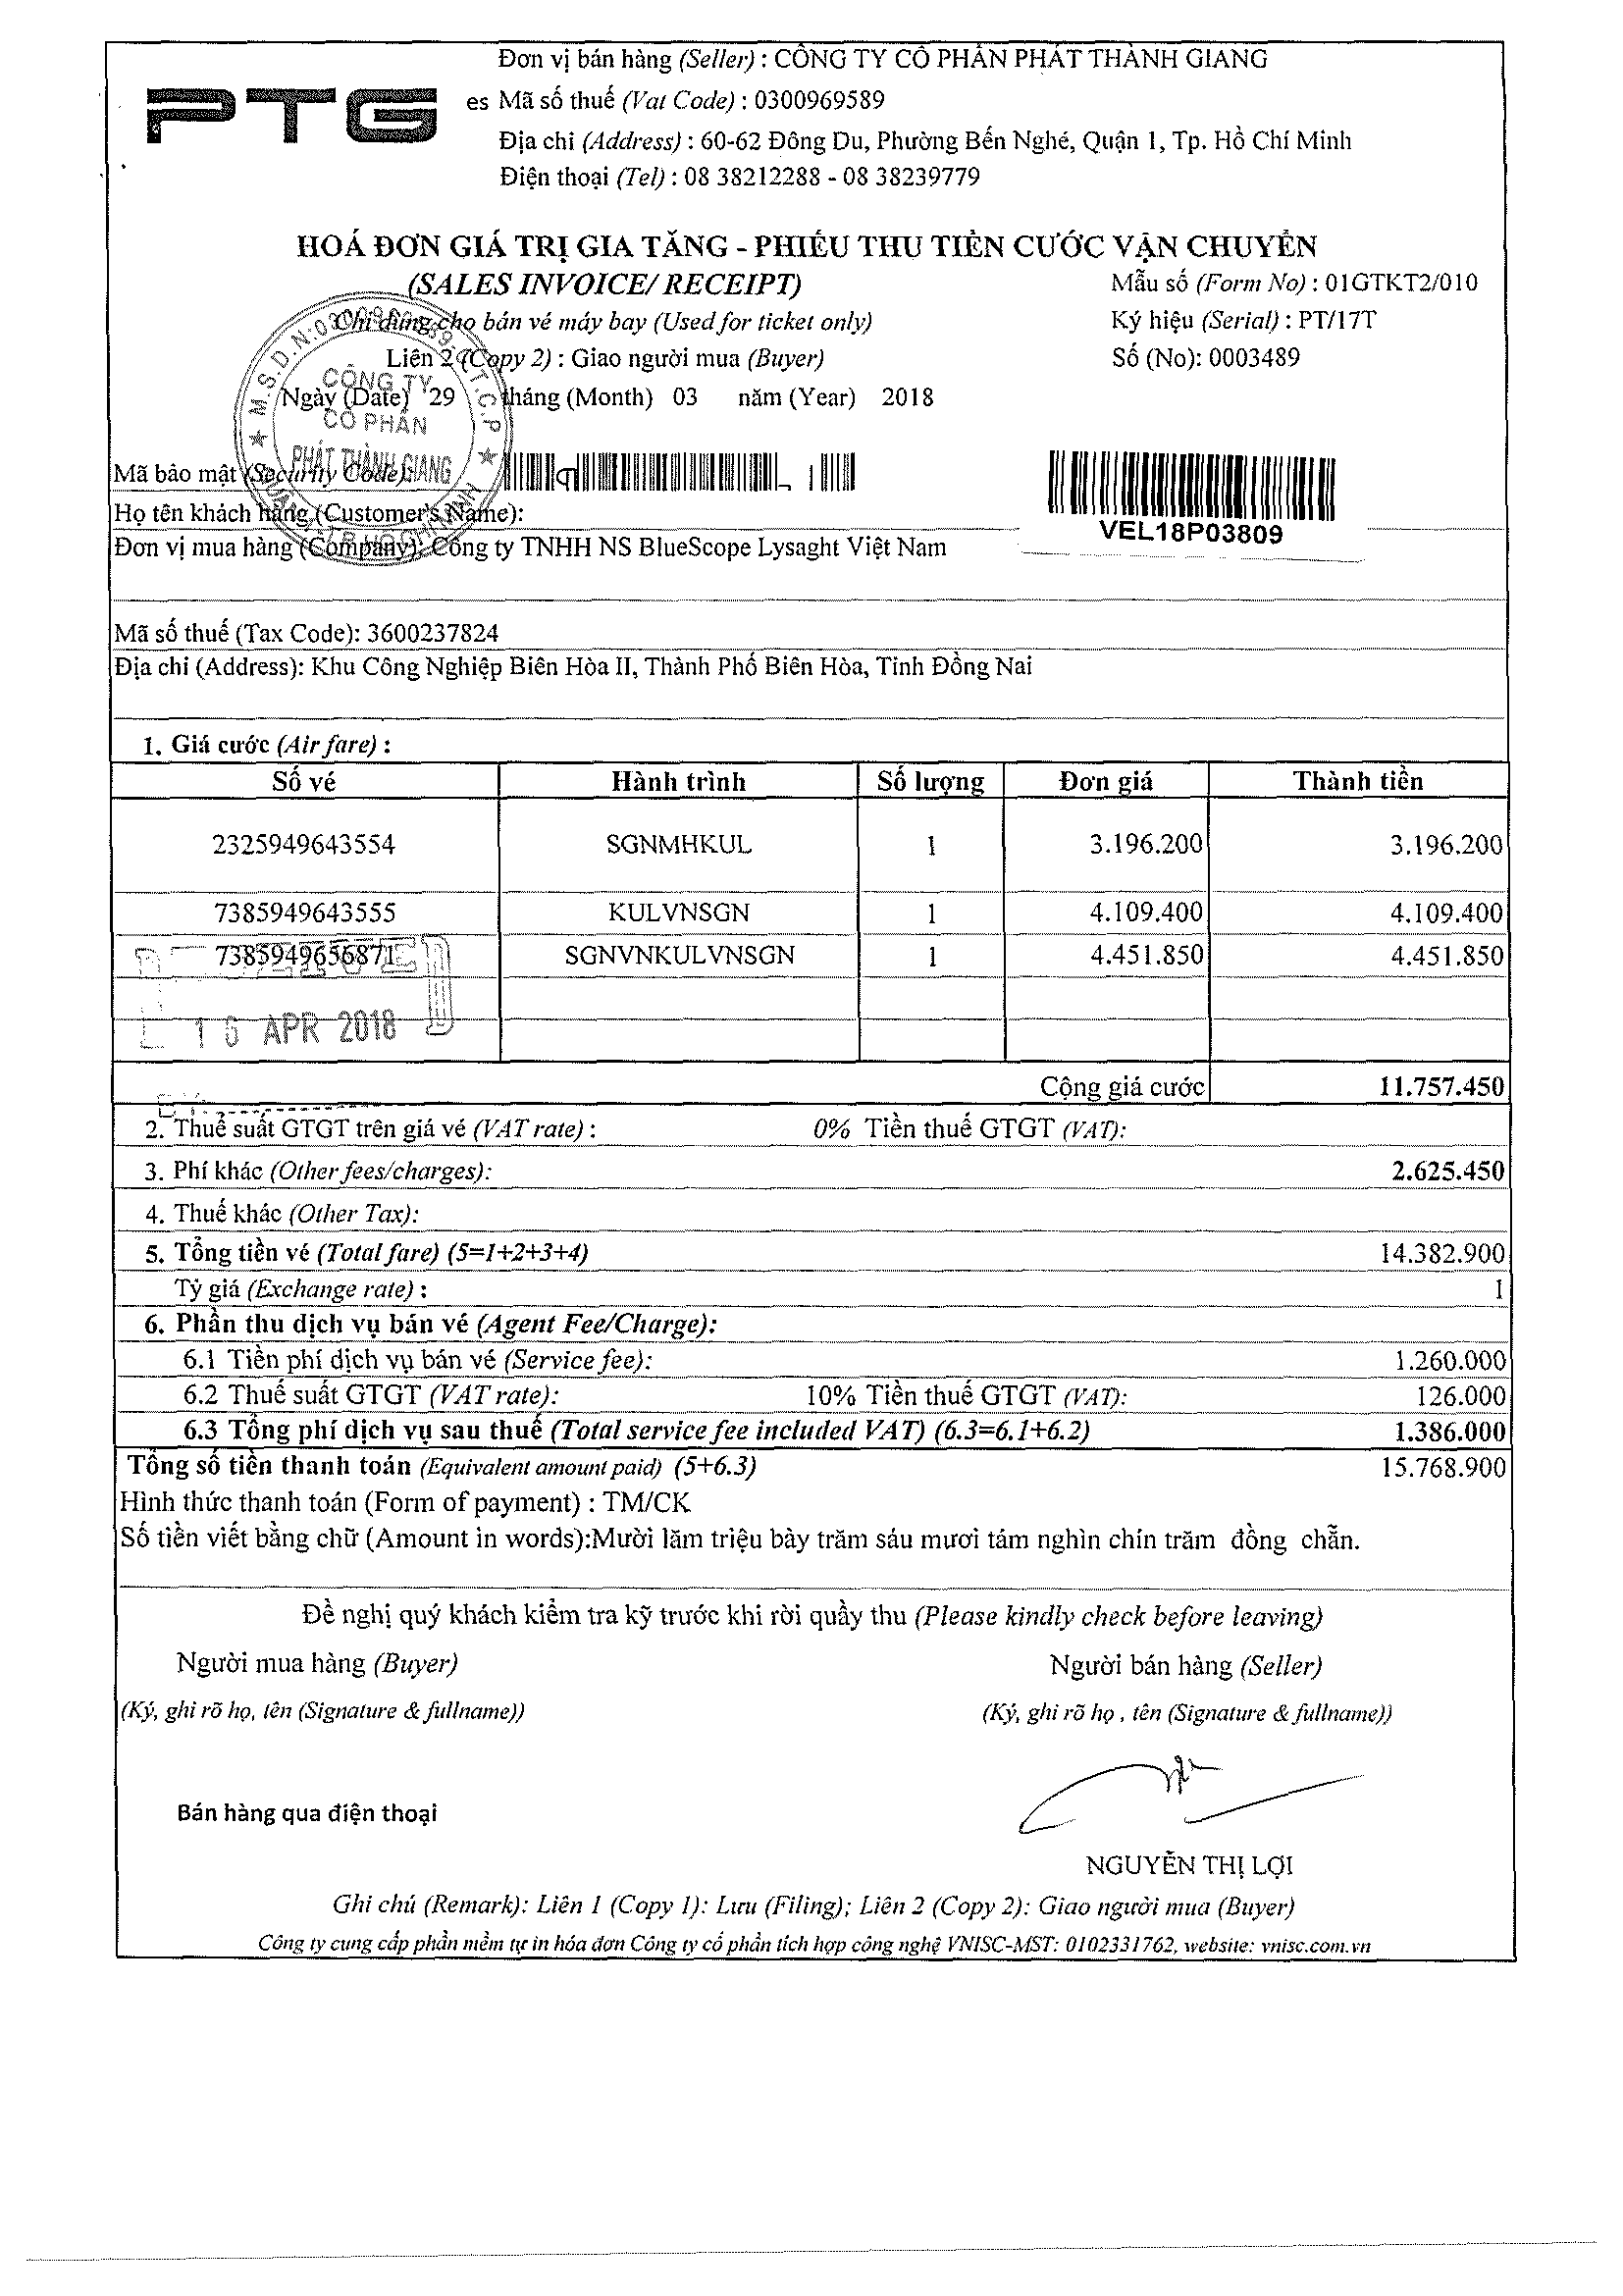 PTG
Đơn vị bán hàng (Seller) : CÔNG TY CỔ PHẦN PHÁT THÀNH GIANG
es Mã số thuế (Vat Code) : 0300969589
Địa chỉ (Address) : 60-62 Đông Du, Phường Bến Nghé, Quận 1, Tp. Hồ Chí Minh
Điện thoại (Tel) : 08 38212288 - 08 38239779
HOÁ ĐƠN GIÁ TRỊ GIA TĂNG - PHIẾU THU TIỀN CƯỚC VẬN CHUYỂN
(SALES INVOICE/ RECEIPT)
Mẫu số (Form No) : 01GTKT2/010
Chỉ dùng cho bán vé máy bay (Used for ticket only)
Ký hiệu (Serial) : PT/17T
Liên 2 (Copy 2) : Giao người mua (Buyer)
Số (No): 0003489
Ngày (Date) 29 tháng (Month) 03 năm (Year) 2018
CÔNG TY
CỔ PHẦN
PHÁT THÀNH GIANG
Mã bảo mật (Security Code):
Họ tên khách hàng (Customer's Name):
VEL18P03809
Đơn vị mua hàng (Company): Công ty TNHH NS BlueScope Lysaght Việt Nam
Mã số thuế (Tax Code): 3600237824
Địa chỉ (Address): Khu Công Nghiệp Biên Hòa II, Thành Phố Biên Hòa, Tỉnh Đồng Nai
1. Giá cước (Air fare) :
Số vé Hành trình Số lượng Đơn giá Thành tiền
2325949643554 SGNMHKUL 1 3.196.200 3.196.200
7385949643555 KULVNSGN 1 4.109.400 4.109.400
7385949656871 SGNVNKULVNSGN 1 4.451.850 4.451.850
APR 2018
Cộng giá cước 11.757.450
2. Thuế suất GTGT trên giá vé (VAT rate) : 0% Tiền thuế GTGT (VAT):
3. Phí khác (Other fees/charges): 2.625.450
4. Thuế khác (Other Tax):
5. Tổng tiền vé (Total fare) (5=1+2+3+4) 14.382.900
Tỷ giá (Exchange rate) : 1
6. Phần thu dịch vụ bán vé (Agent Fee/Charge):
6.1 Tiền phí dịch vụ bán vé (Service fee): 1.260.000
6.2 Thuế suất GTGT (VAT rate): 10% Tiền thuế GTGT (VAT): 126.000
6.3 Tổng phí dịch vụ sau thuế (Total service fee included VAT) (6.3=6.1+6.2) 1.386.000
Tổng số tiền thanh toán (Equivalent amount paid) (5+6.3) 15.768.900
Hình thức thanh toán (Form of payment) : TM/CK
Số tiền viết bằng chữ (Amount in words):Mười lăm triệu bảy trăm sáu mươi tám nghìn chín trăm đồng chẵn.
Đề nghị quý khách kiểm tra kỹ trước khi rời quầy thu (Please kindly check before leaving)
Người mua hàng (Buyer) Người bán hàng (Seller)
(Ký, ghi rõ họ, tên (Signature & fullname)) (Ký, ghi rõ họ , tên (Signature & fullname))
Bán hàng qua điện thoại
NGUYỄN THỊ LỢI
Ghi chú (Remark): Liên 1 (Copy 1): Lưu (Filing); Liên 2 (Copy 2): Giao người mua (Buyer)
Công ty cung cấp phần mềm tự in hóa đơn Công ty cổ phần tích hợp công nghệ VNISC-MST: 0102331762, website: vnisc.com.vn